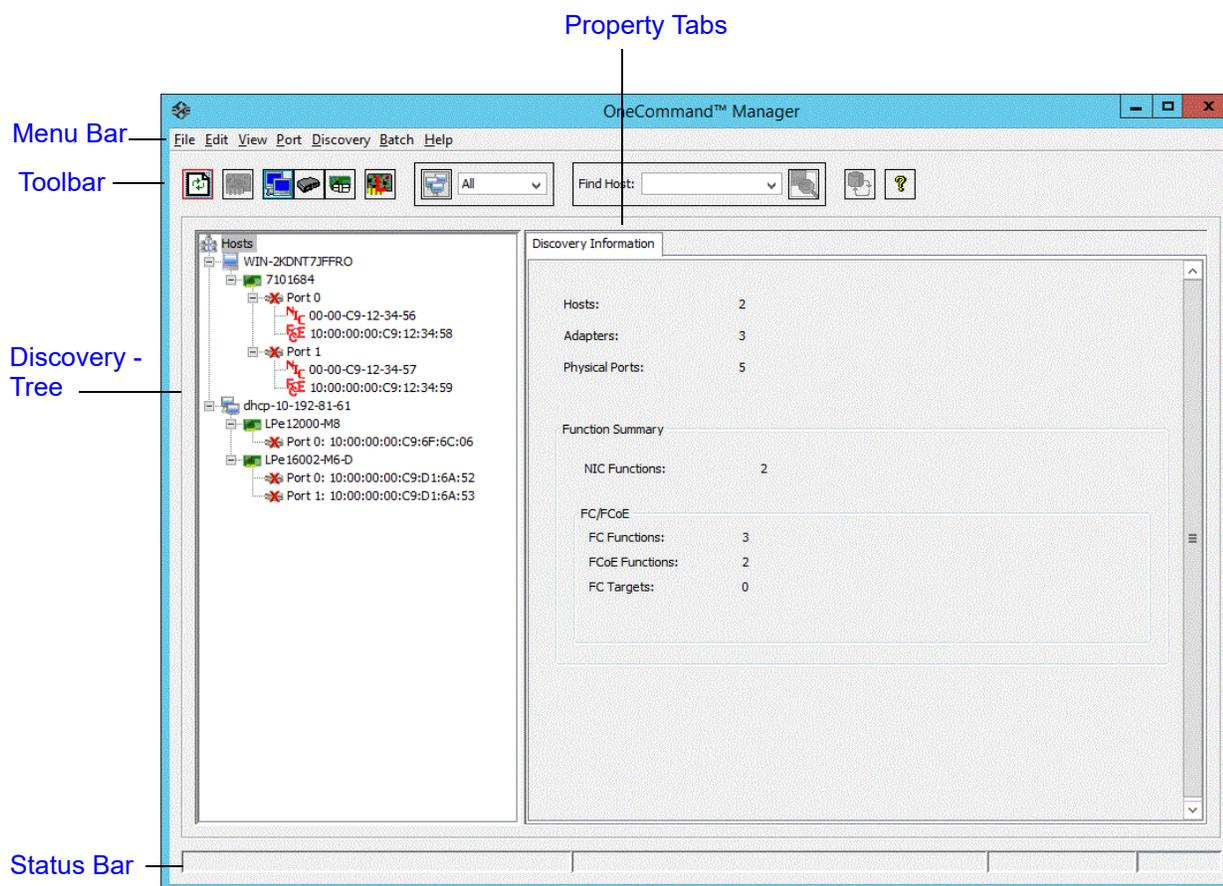 Property Tabs
OneCommand™ Manager
Menu Bar
File Edit View Port Discovery Batch Help
Toolbar
All
Find Host:
Discovery -
Tree
Hosts
WIN-2KDNT7JFFRO
7101684
Port 0
NIC 00-00-C9-12-34-56
FCoE 10:00:00:00:C9:12:34:58
Port 1
NIC 00-00-C9-12-34-57
FCoE 10:00:00:00:C9:12:34:59
dhcp-10-192-81-61
LPe12000-M8
Port 0: 10:00:00:00:C9:6F:6C:06
LPe16002-M6-D
Port 0: 10:00:00:00:C9:D1:6A:52
Port 1: 10:00:00:00:C9:D1:6A:53
Discovery Information
Hosts: 2
Adapters: 3
Physical Ports: 5
Function Summary
NIC Functions: 2
FC/FCoE
FC Functions: 3
FCoE Functions: 2
FC Targets: 0
Status Bar